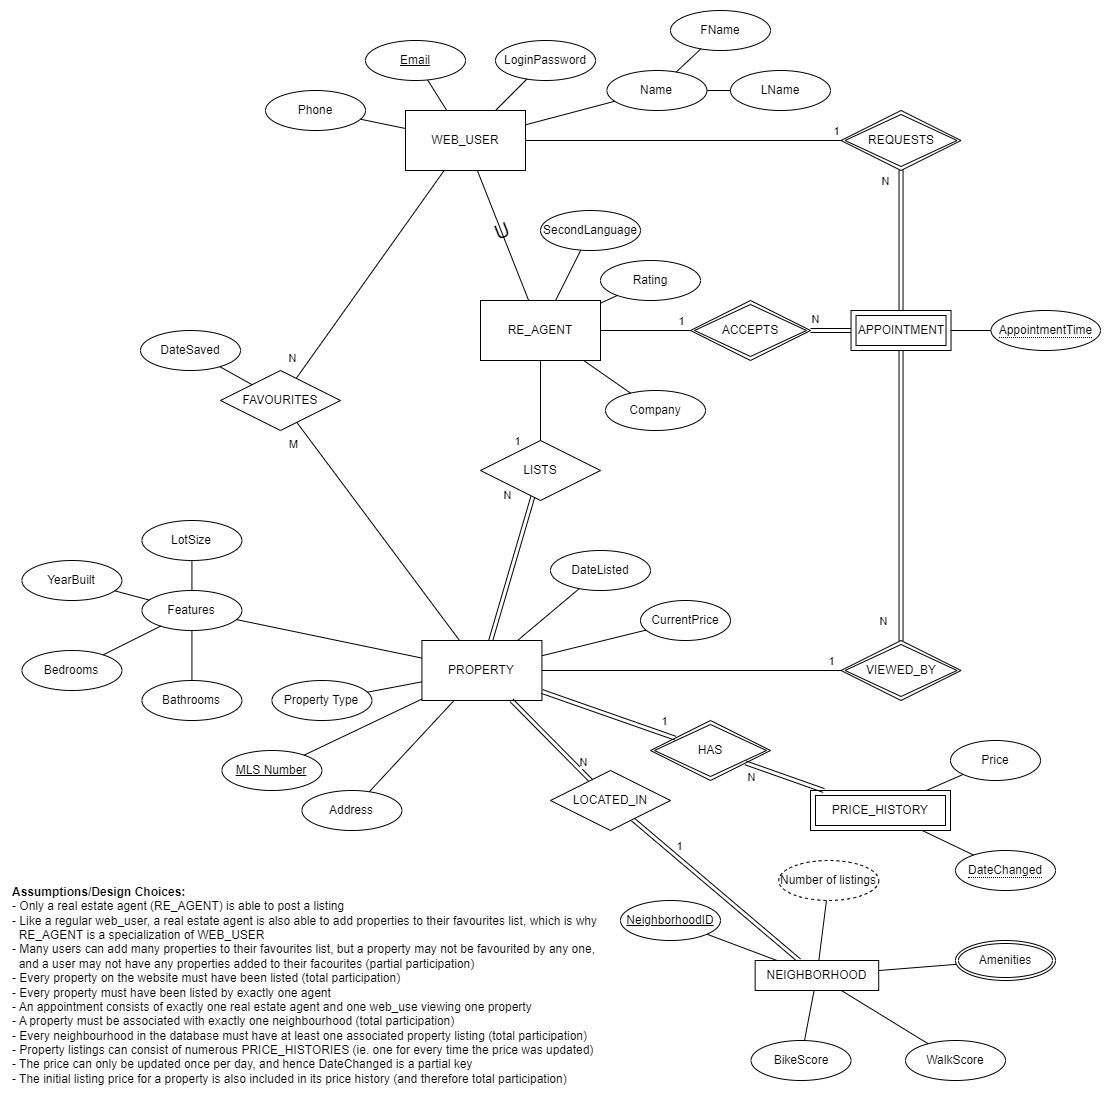 FName
Email
LoginPassword
Name
LName
Phone
WEB_USER
1
REQUESTS
N
SecondLanguage
Rating
RE_AGENT
1
ACCEPTS
N
APPOINTMENT
AppointmentTime
DateSaved
N
FAVOURITES
M
Company
1
LISTS
N
LotSize
YearBuilt
Features
Bedrooms
Bathrooms
DateListed
CurrentPrice
N
PROPERTY
1
VIEWED_BY
Property Type
MLS Number
Address
1
HAS
N
N
LOCATED_IN
1
Price
PRICE_HISTORY
DateChanged
Number of listings
NeighborhoodID
Amenities
NEIGHBORHOOD
BikeScore
WalkScore
Assumptions/Design Choices:
- Only a real estate agent (RE_AGENT) is able to post a listing
- Like a regular web_user, a real estate agent is also able to add properties to their favourites list, which is why
RE_AGENT is a specialization of WEB_USER
- Many users can add many properties to their favourites list, but a property may not be favourited by any one,
and a user may not have any properties added to their facourites (partial participation)
- Every property on the website must have been listed (total participation)
- Every property must have been listed by exactly one agent
- An appointment consists of exactly one real estate agent and one web_use viewing one property
- A property must be associated with exactly one neighbourhood (total participation)
- Every neighbourhood in the database must have at least one associated property listing (total participation)
- Property listings can consist of numerous PRICE_HISTORIES (ie. one for every time the price was updated)
- The price can only be updated once per day, and hence DateChanged is a partial key
- The initial listing price for a property is also included in its price history (and therefore total participation)